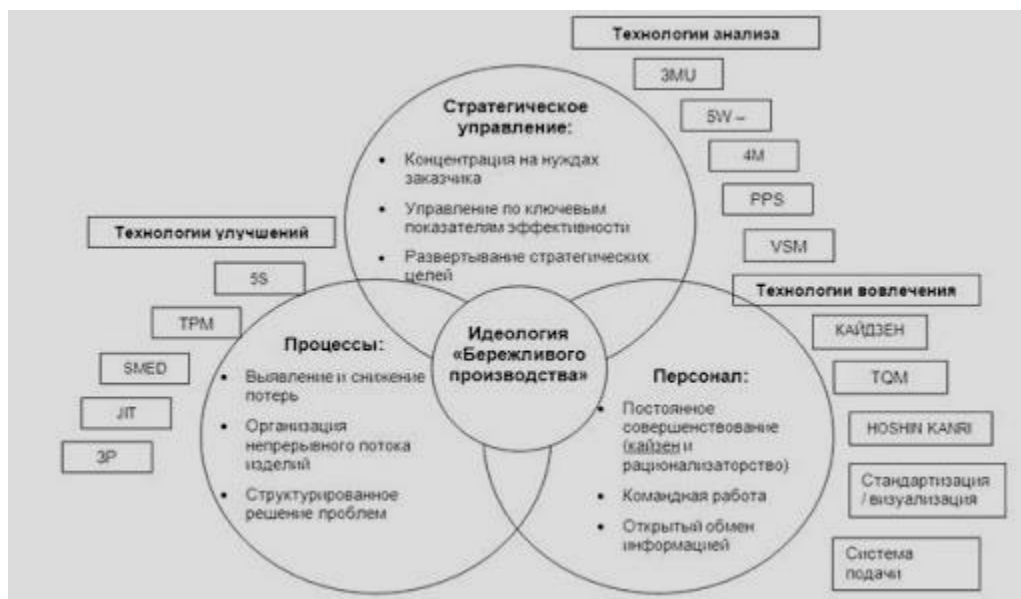 Технологии анализа
3MU
5W –
4M
PPS
VSM
Стратегическое
управление:
• Концентрация на нуждах
заказчика
• Управление по ключевым
показателям эффективности
• Развертывание стратегических
целей
Технологии улучшений
5S
TPM
SMED
JIT
3P
Процессы:
• Выявление и снижение
потерь
• Организация
непрерывного потока
изделий
• Структурированное
решение проблем
Идеология
«Бережливого
производства»
Персонал:
• Постоянное
совершенствование
(кайзен и
рационализаторство)
• Командная работа
• Открытый обмен
информацией
Технологии вовлечения
КАЙДЗЕН
TQM
HOSHIN KANRI
Стандартизация
/ визуализация
Система
подачи